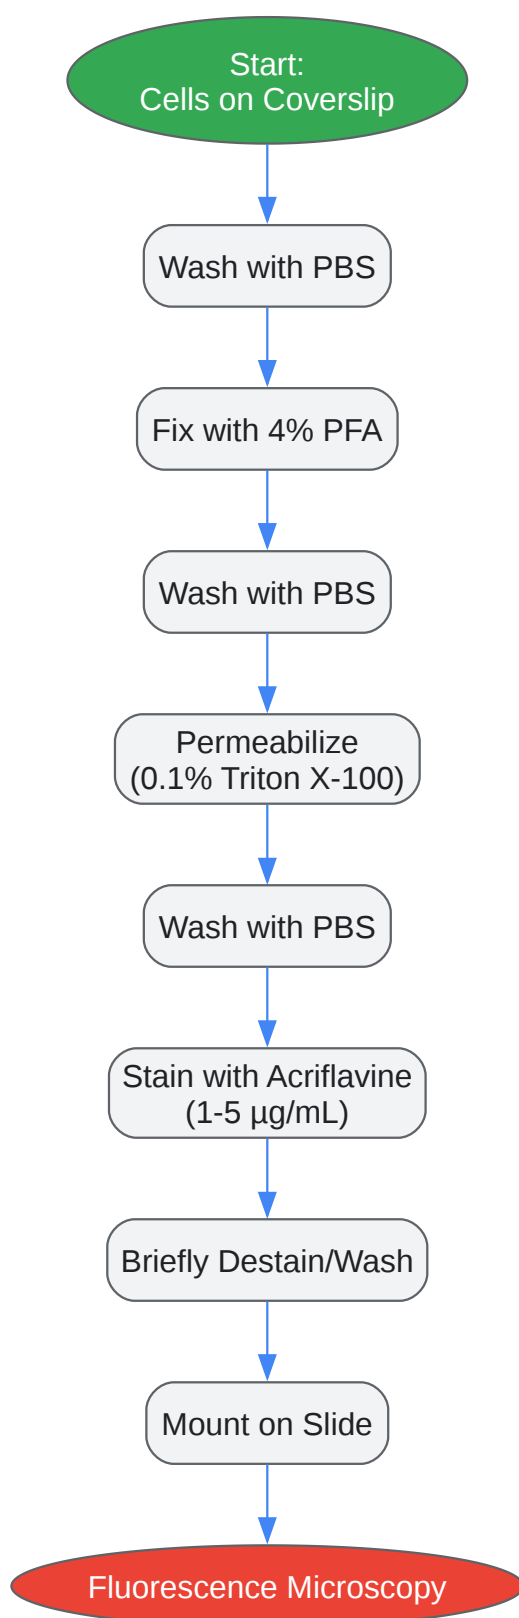 Start:
Cells on Coverslip
Wash with PBS
Fix with 4% PFA
Wash with PBS
Permeabilize
(0.1% Triton X-100)
Wash with PBS
Stain with Acriflavine
(1-5 µg/mL)
Briefly Destain/Wash
Mount on Slide
Fluorescence Microscopy